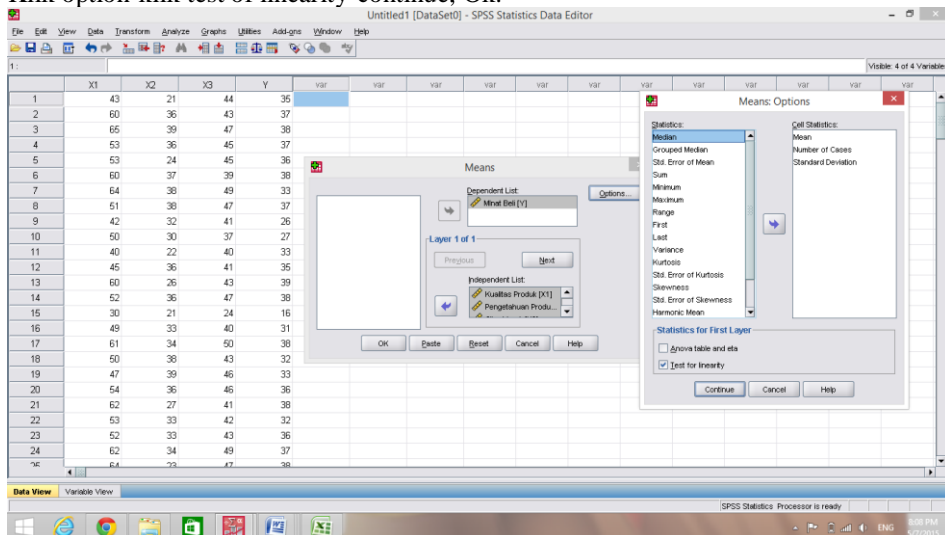 Untitled1 [DataSet0] - SPSS Statistics Data Editor
File Edit View Data Transform Analyze Graphs Utilities Add-ons Window Help
1 :
Visible: 4 of 4 Variable
X1 X2 X3 Y var var var var var var var var var
1 43 21 44 35
2 60 36 43 37
3 65 39 47 38
4 53 36 45 37
5 53 24 45 36
6 60 37 39 38
7 64 38 49 33
8 51 38 47 37
9 42 32 41 26
10 50 30 37 27
11 40 22 40 33
12 45 36 41 35
13 60 26 43 39
14 52 36 47 38
15 30 21 24 16
16 49 33 40 31
17 61 34 50 38
18 50 38 43 32
19 47 39 46 33
20 54 36 46 36
21 62 27 41 38
22 53 33 42 32
23 52 33 43 36
24 62 34 49 37
Means
Dependent List:
Minat Beli [Y]
Options...
Layer 1 of 1
Previous Next
Independent List:
Kualitas Produk [X1]
Pengetahuan Produ...
OK Paste Reset Cancel Help
Means: Options
Statistics:
Median
Grouped Median
Std. Error of Mean
Sum
Minimum
Maximum
Range
First
Last
Variance
Kurtosis
Std. Error of Kurtosis
Skewness
Std. Error of Skewness
Harmonic Mean
Cell Statistics:
Mean
Number of Cases
Standard Deviation
Statistics for First Layer
Anova table and eta
Test for linearity
Continue Cancel Help
Data View Variable View
SPSS Statistics Processor is ready
ENG
8:08 PM